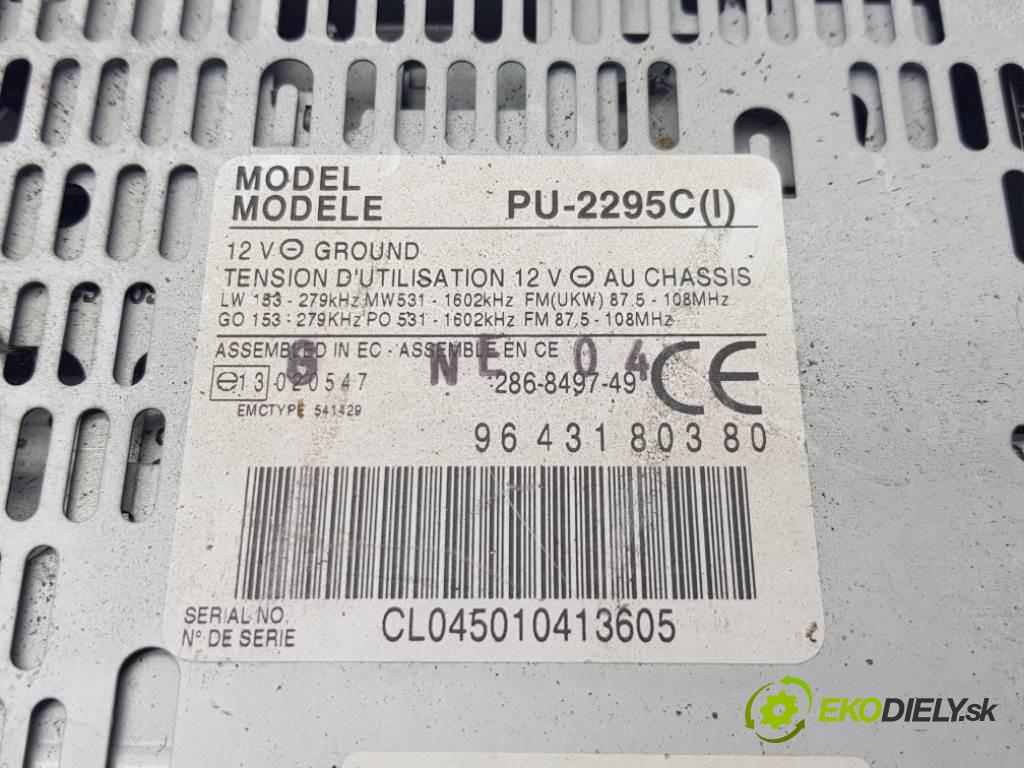 MODEL
MODELE PU-2295C(I)
12 V ⊖ GROUND
TENSION D'UTILISATION 12 V ⊖ AU CHASSIS
LW 153 - 279kHz MW531 - 1602kHz FM(UKW) 87.5 - 108MHz
GO 153 - 279KHz PO 531 - 1602kHz FM 87.5 - 108MHz
ASSEMBLED IN EC - ASSEMBLE EN CE
G NE 04
e13 020547 286-8497-49 CE
EMCTYPE 541429
96 431 803 80
SERIAL NO.
N° DE SERIE CL045010413605
EKODIELY.sk